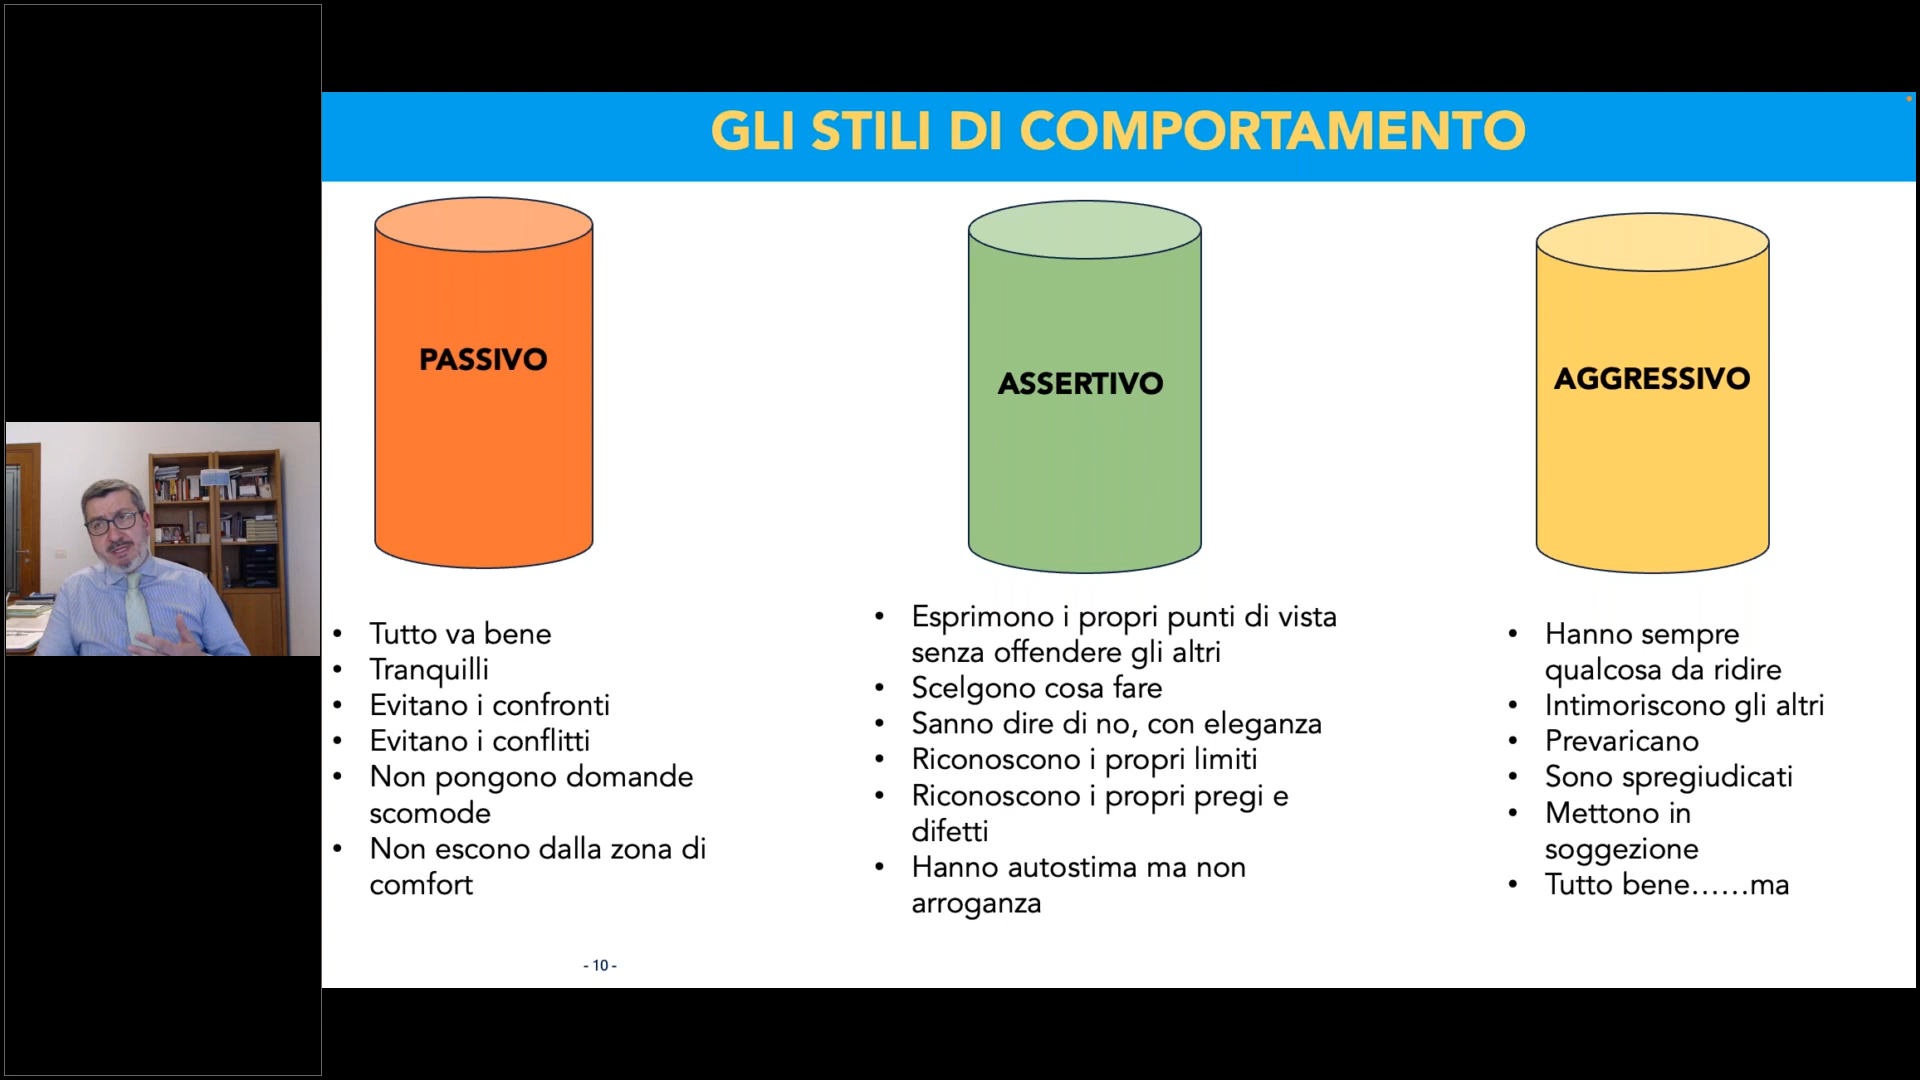 GLI STILI DI COMPORTAMENTO
PASSIVO
• Tutto va bene
• Tranquilli
• Evitano i confronti
• Evitano i conflitti
• Non pongono domande
scomode
• Non escono dalla zona di
comfort
ASSERTIVO
• Esprimono i propri punti di vista
senza offendere gli altri
• Scelgono cosa fare
• Sanno dire di no, con eleganza
• Riconoscono i propri limiti
• Riconoscono i propri pregi e
difetti
• Hanno autostima ma non
arroganza
AGGRESSIVO
• Hanno sempre
qualcosa da ridire
• Intimoriscono gli altri
• Prevaricano
• Sono spregiudicati
• Mettono in
soggezione
• Tutto bene……ma
- 10 -